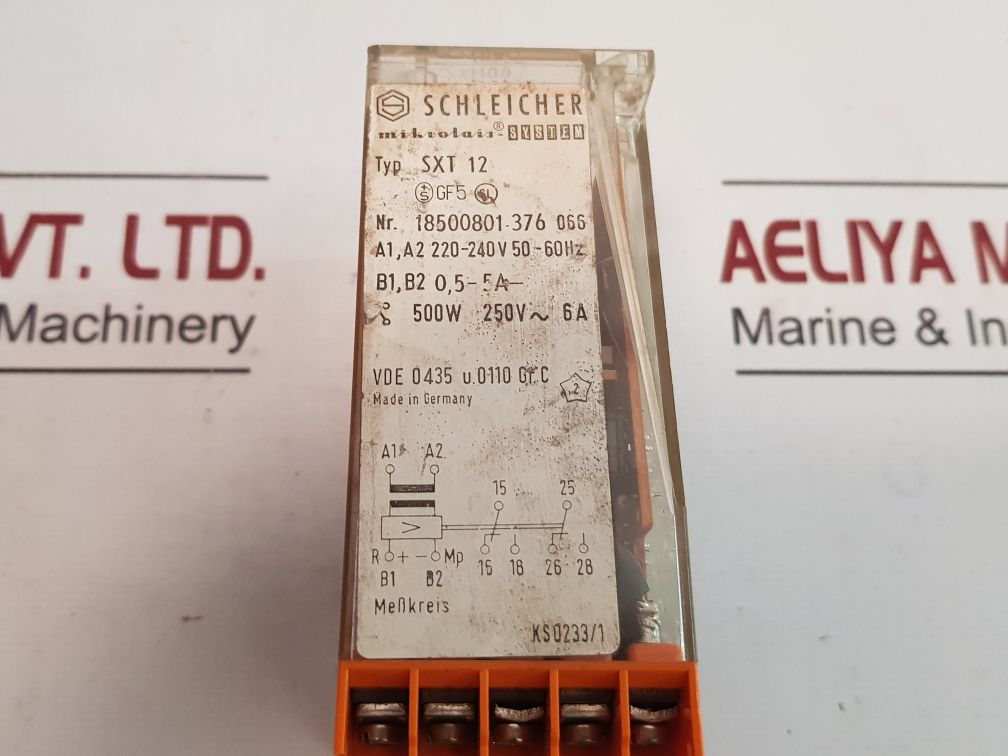 SCHLEICHER
mikrolais®-SYSTEM
Typ SXT 12
GF5
Nr. 18500801-376 066
A1,A2 220-240V 50-60Hz
B1,B2 0,5-5A-
500W 250V~ 6A
VDE 0435 u.0110 Gr.C
Made in Germany
2
A1 A2
15 25
>
R + - Mp
16 18 26 28
B1 B2
Meßkreis
KS0233/1
VT. LTD.
Machinery
AELIYA M
Marine & In